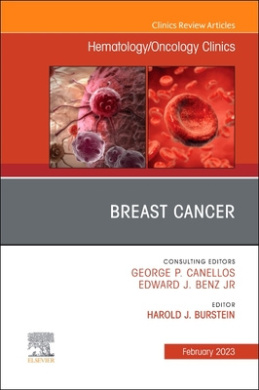 Clinics Review Articles
Hematology/Oncology Clinics
BREAST CANCER
CONSULTING EDITORS
GEORGE P. CANELLOS
EDWARD J. BENZ JR
EDITOR
HAROLD J. BURSTEIN
ELSEVIER
February 2023